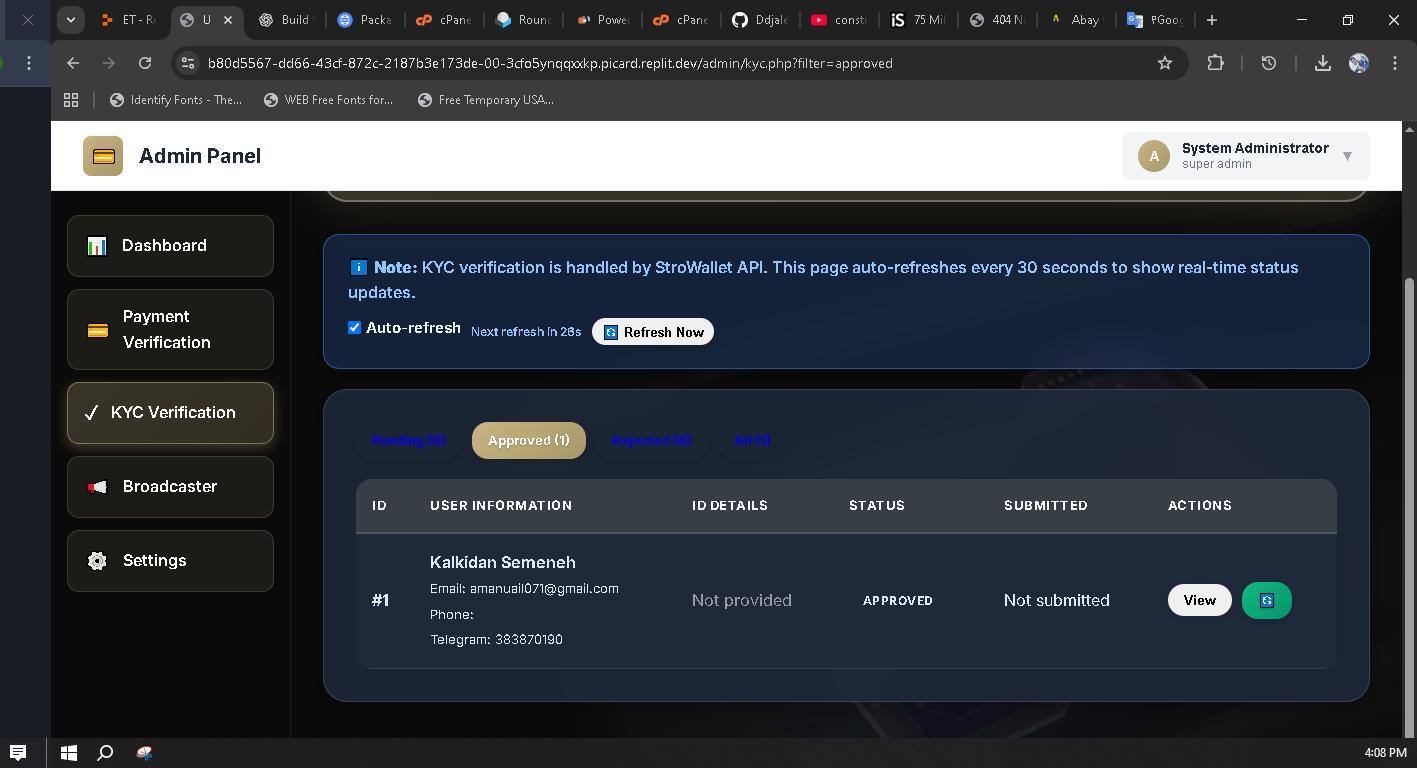 ET - Re
U
Build
Packa
cPane
Roun
Powe
cPane
Ddjale
constr
75 Mil
404 N
Abay
Goog
b80d5567-dd66-43cf-872c-2187b3e173de-00-3cfo5ynqqxxkp.picard.replit.dev/admin/kyc.php?filter=approved
Identify Fonts - The...
WEB Free Fonts for...
Free Temporary USA...
Admin Panel
A
System Administrator
super admin
Dashboard
Payment
Verification
KYC Verification
Broadcaster
Settings
Note: KYC verification is handled by StroWallet API. This page auto-refreshes every 30 seconds to show real-time status
updates.
Auto-refresh
Next refresh in 26s
Refresh Now
Pending (0)
Approved (1)
Rejected (0)
All (1)
ID
USER INFORMATION
ID DETAILS
STATUS
SUBMITTED
ACTIONS
#1
Kalkidan Semeneh
Email: amanuail071@gmail.com
Phone:
Telegram: 383870190
Not provided
APPROVED
Not submitted
View
4:08 PM